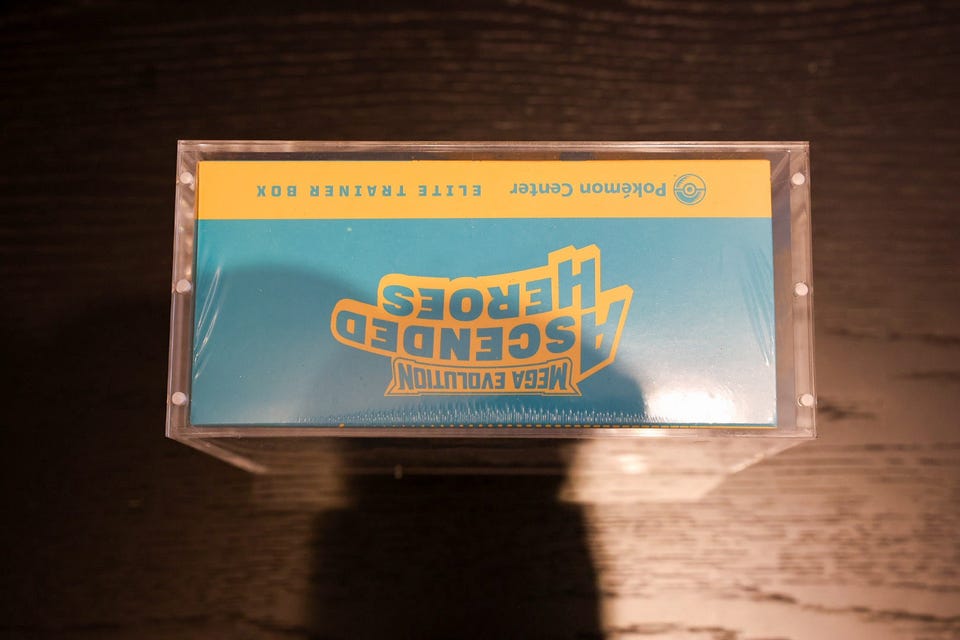 MEGA EVOLUTION
ASCENDED
HEROES
Pokémon Center ELITE TRAINER BOX